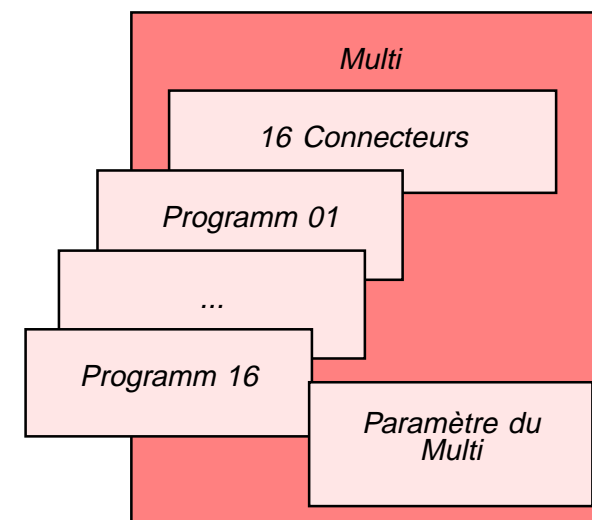 Multi
16 Connecteurs
Programm 01
...
Programm 16
Paramètre du
Multi